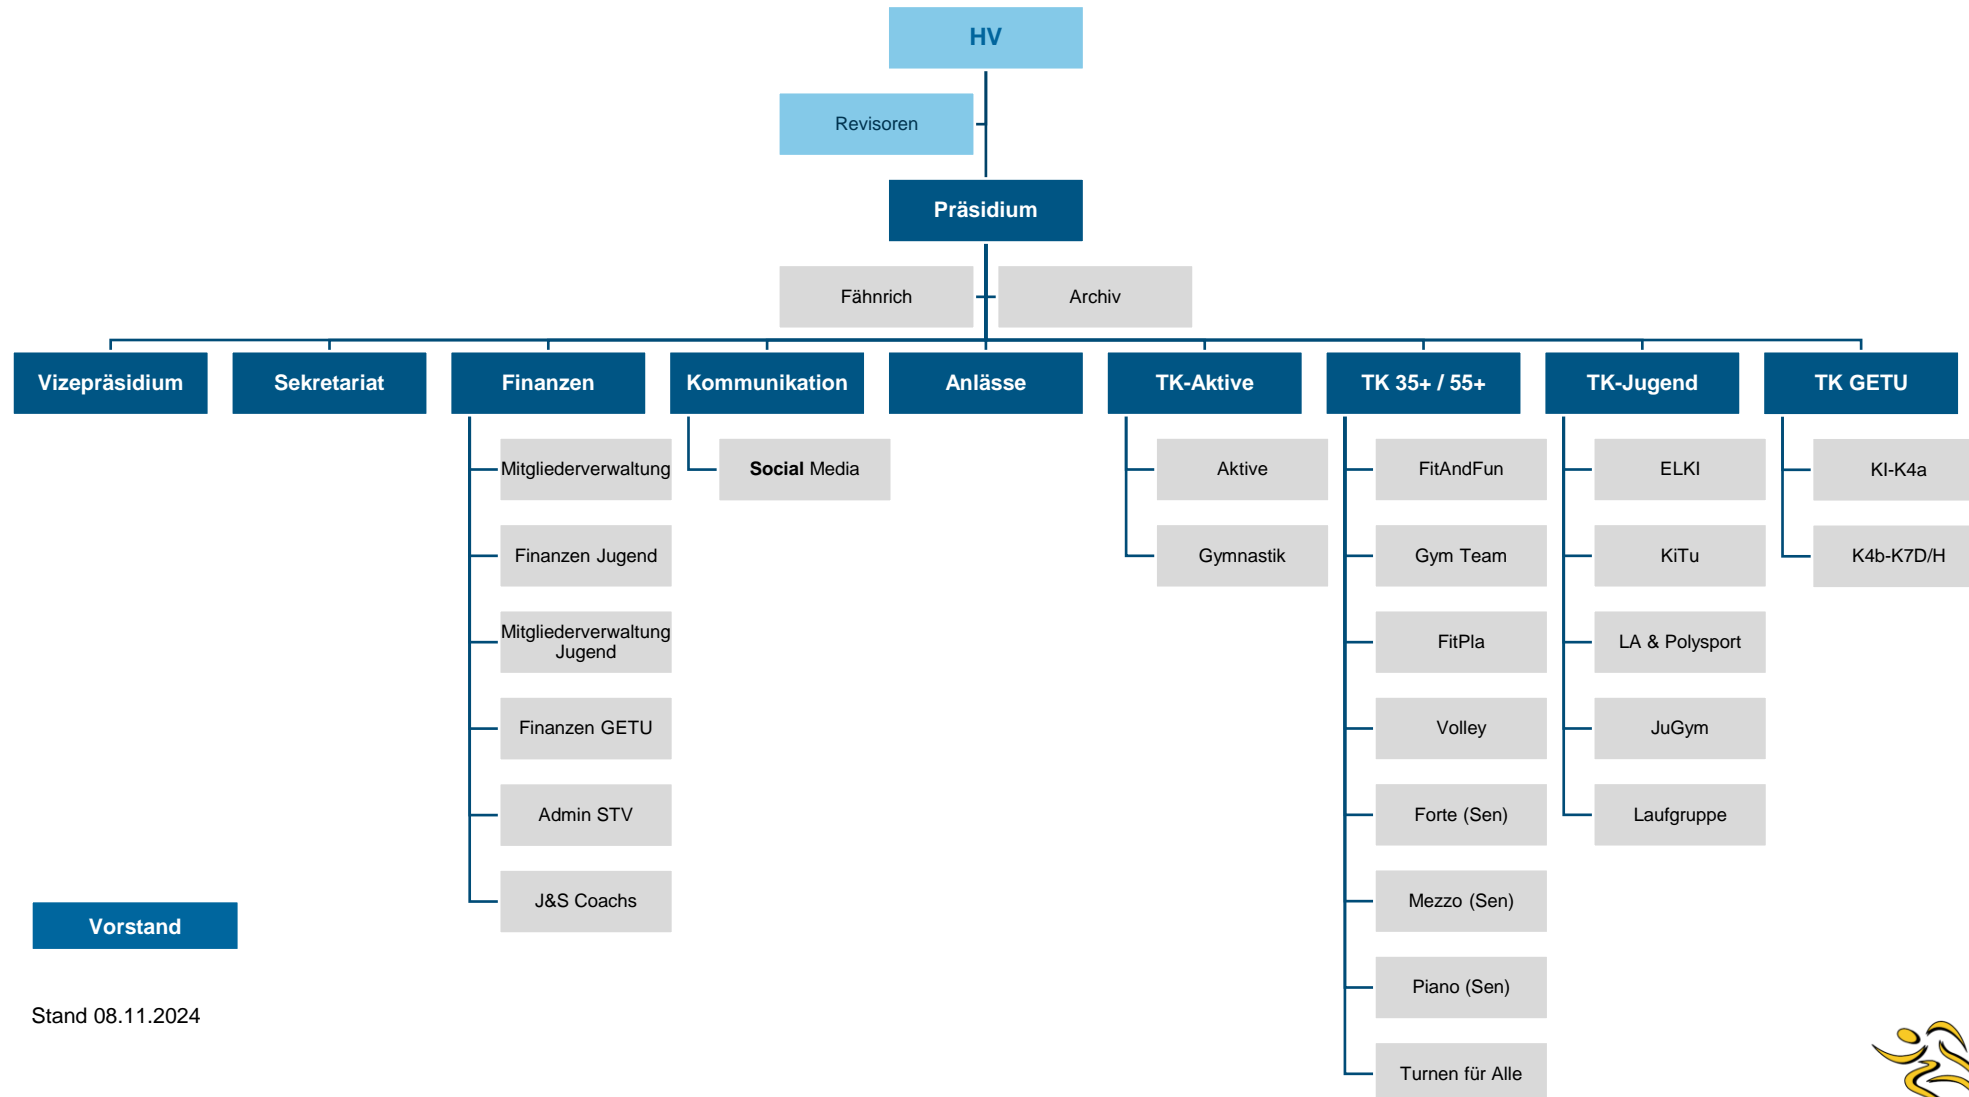 HV
Revisoren
Präsidium
Fähnrich
Archiv
Vizepräsidium
Sekretariat
Finanzen
Kommunikation
Anlässe
TK-Aktive
TK 35+ / 55+
TK-Jugend
TK GETU
Mitgliederverwaltung
Finanzen Jugend
Mitgliederverwaltung
Jugend
Finanzen GETU
Admin STV
J&S Coachs
Social Media
Aktive
Gymnastik
FitAndFun
Gym Team
FitPla
Volley
Forte (Sen)
Mezzo (Sen)
Piano (Sen)
Turnen für Alle
ELKI
KiTu
LA & Polysport
JuGym
Laufgruppe
KI-K4a
K4b-K7D/H
Vorstand
Stand 08.11.2024